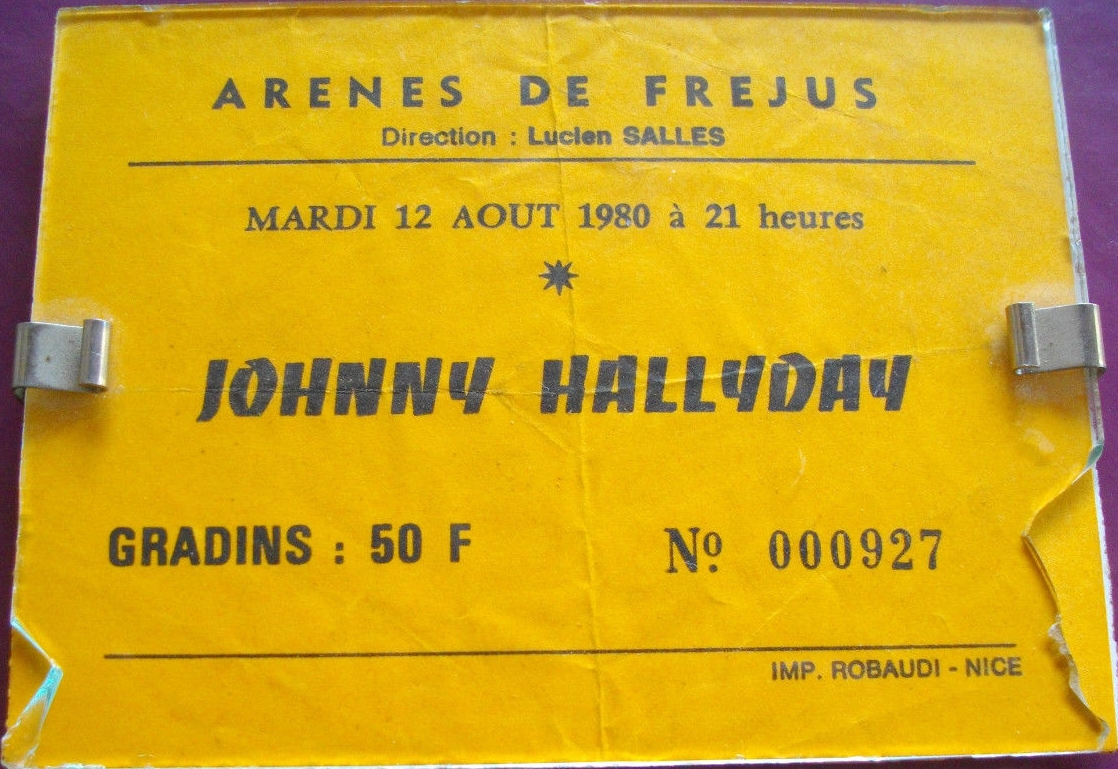 ARENES DE FREJUS
Direction : Lucien SALLES
MARDI 12 AOUT 1980 à 21 heures
JOHNNY HALLYDAY
GRADINS : 50 F
Nº 000927
IMP. ROBAUDI - NICE